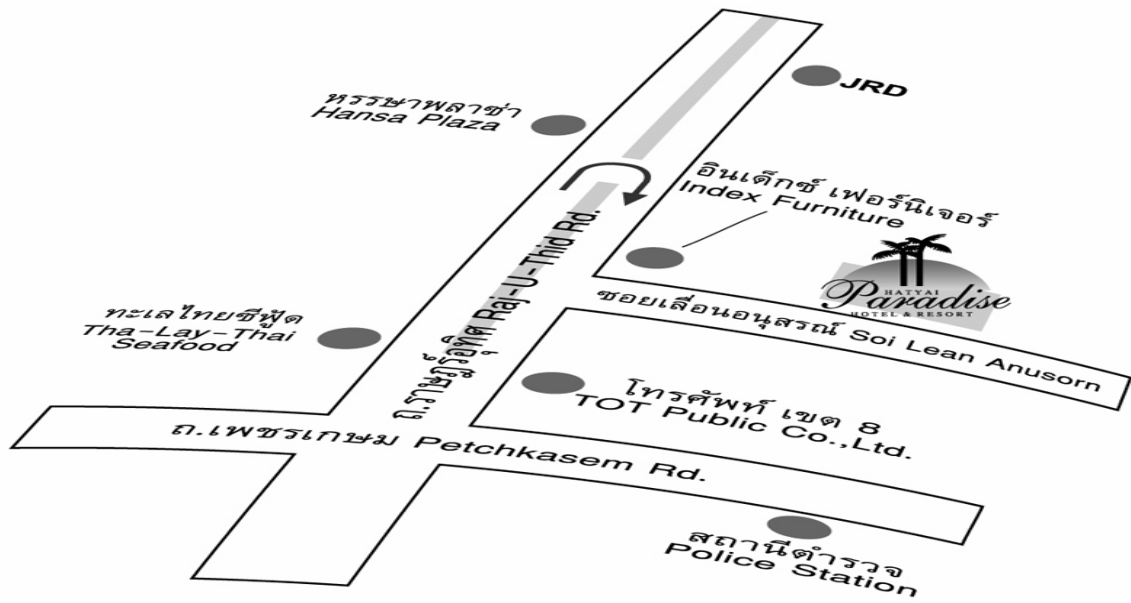 JRD
หรรษาพลาซ่า
Hansa Plaza
อินเด็กซ์ เฟอร์นิเจอร์
Index Furniture
ถ.ราษฎร์อุทิศ Raj-U-Thid Rd.
HATYAI
Paradise
HOTEL & RESORT
ซอยเลื่อนอนุสรณ์ Soi Lean Anusorn
ทะเลไทยซีฟู้ด
Tha-Lay-Thai
Seafood
โทรศัพท์ เขต 8
TOT Public Co.,Ltd.
ถ.เพชรเกษม Petchkasem Rd.
สถานีตำรวจ
Police Station